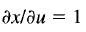 ∂x/∂u = 1